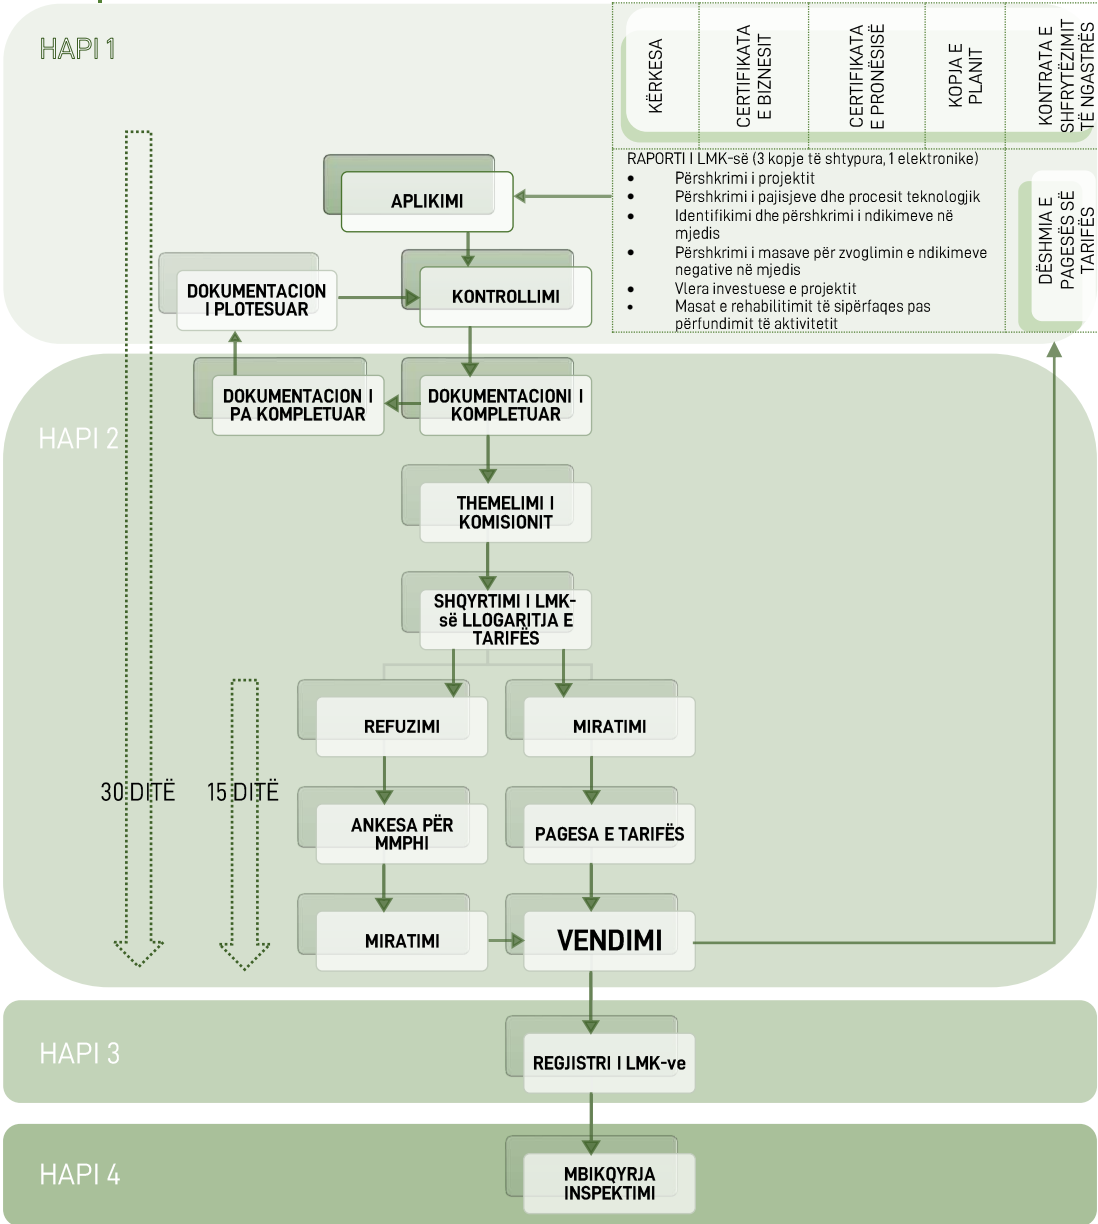 HAPI 1
KËRKESA
CERTIFIKATA
E BIZNESIT
CERTIFIKATA
E PRONËSISË
KOPJA E
PLANIT
KONTRATA E
SHFRYTËZIMIT
TË NGASTRËS
RAPORTI I LMK-së (3 kopje të shtypura, 1 elektronike)
• Përshkrimi i projektit
• Përshkrimi i pajisjeve dhe procesit teknologjik
• Identifikimi dhe përshkrimi i ndikimeve në
mjedis
• Përshkrimi i masave për zvoglimin e ndikimeve
negative në mjedis
• Vlera investuese e projektit
• Masat e rehabilitimit të sipërfaqes pas
përfundimit të aktivitetit
DËSHMIA E
PAGESËS SË
TARIFËS
APLIKIMI
DOKUMENTACION
I PLOTESUAR
KONTROLLIMI
HAPI 2
DOKUMENTACION I
PA KOMPLETUAR
DOKUMENTACIONI I
KOMPLETUAR
THEMELIMI I
KOMISIONIT
SHQYRTIMI I LMK-
së LLOGARITJA E
TARIFËS
REFUZIMI
MIRATIMI
30 DITË
15 DITË
ANKESA PËR
MMPHI
PAGESA E TARIFËS
MIRATIMI
VENDIMI
HAPI 3
REGJISTRI I LMK-ve
HAPI 4
MBIKQYRJA
INSPEKTIMI